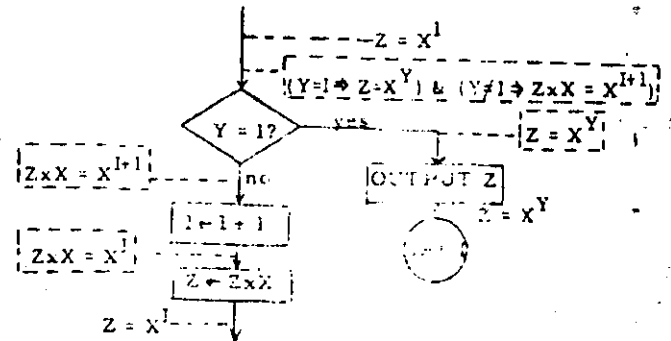 Z = X^I
(Y=I ⇒ Z=X^Y) & (Y≠I ⇒ Z×X = X^I+1)
Y = I?
yes
Z = X^Y
Z×X = X^I+1
no
OUTPUT Z
Z = X^Y
I ← I + 1
Z×X = X^I
Z ← Z×X
Z = X^I